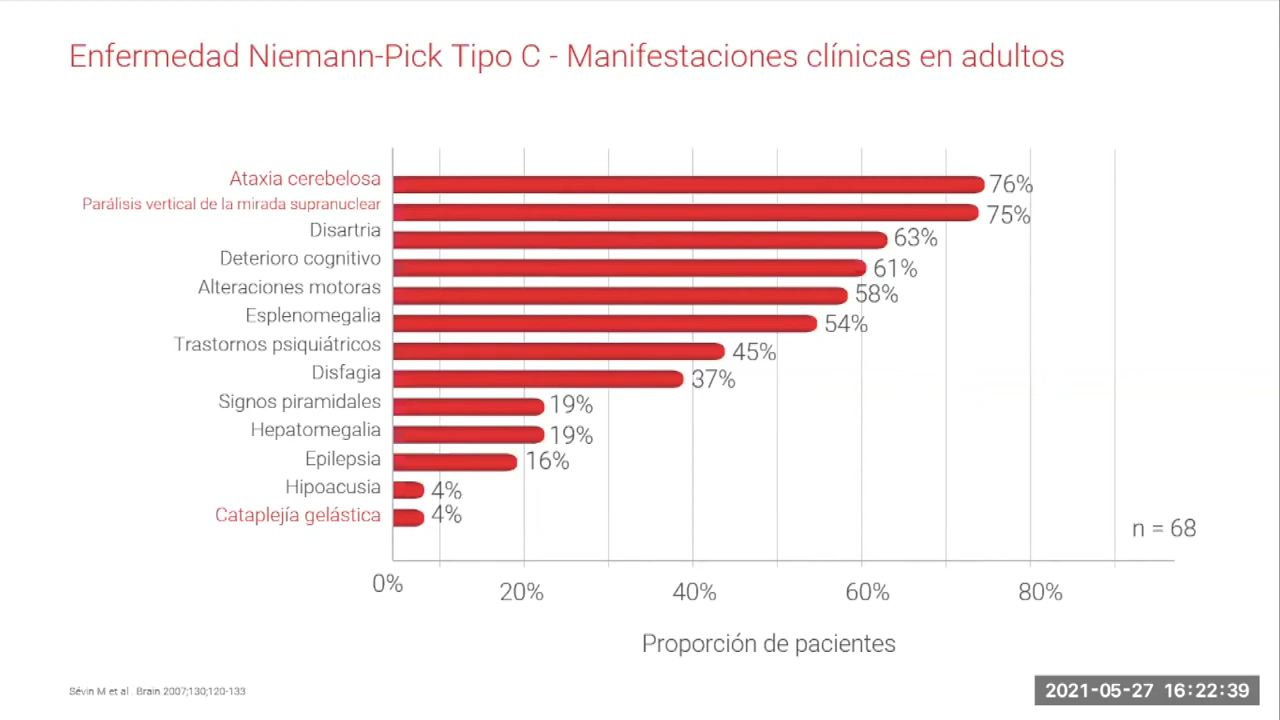 Enfermedad Niemann-Pick Tipo C - Manifestaciones clínicas en adultos
Ataxia cerebelosa
76%
Parálisis vertical de la mirada supranuclear
75%
Disartria
63%
Deterioro cognitivo
61%
Alteraciones motoras
58%
Esplenomegalia
54%
Trastornos psiquiátricos
45%
Disfagia
37%
Signos piramidales
19%
Hepatomegalia
19%
Epilepsia
16%
Hipoacusia
4%
Cataplejía gelástica
4%
n = 68
0%
20%
40%
60%
80%
Proporción de pacientes
Sévin M et al . Brain 2007;130;120-133
2021-05-27 16:22:39